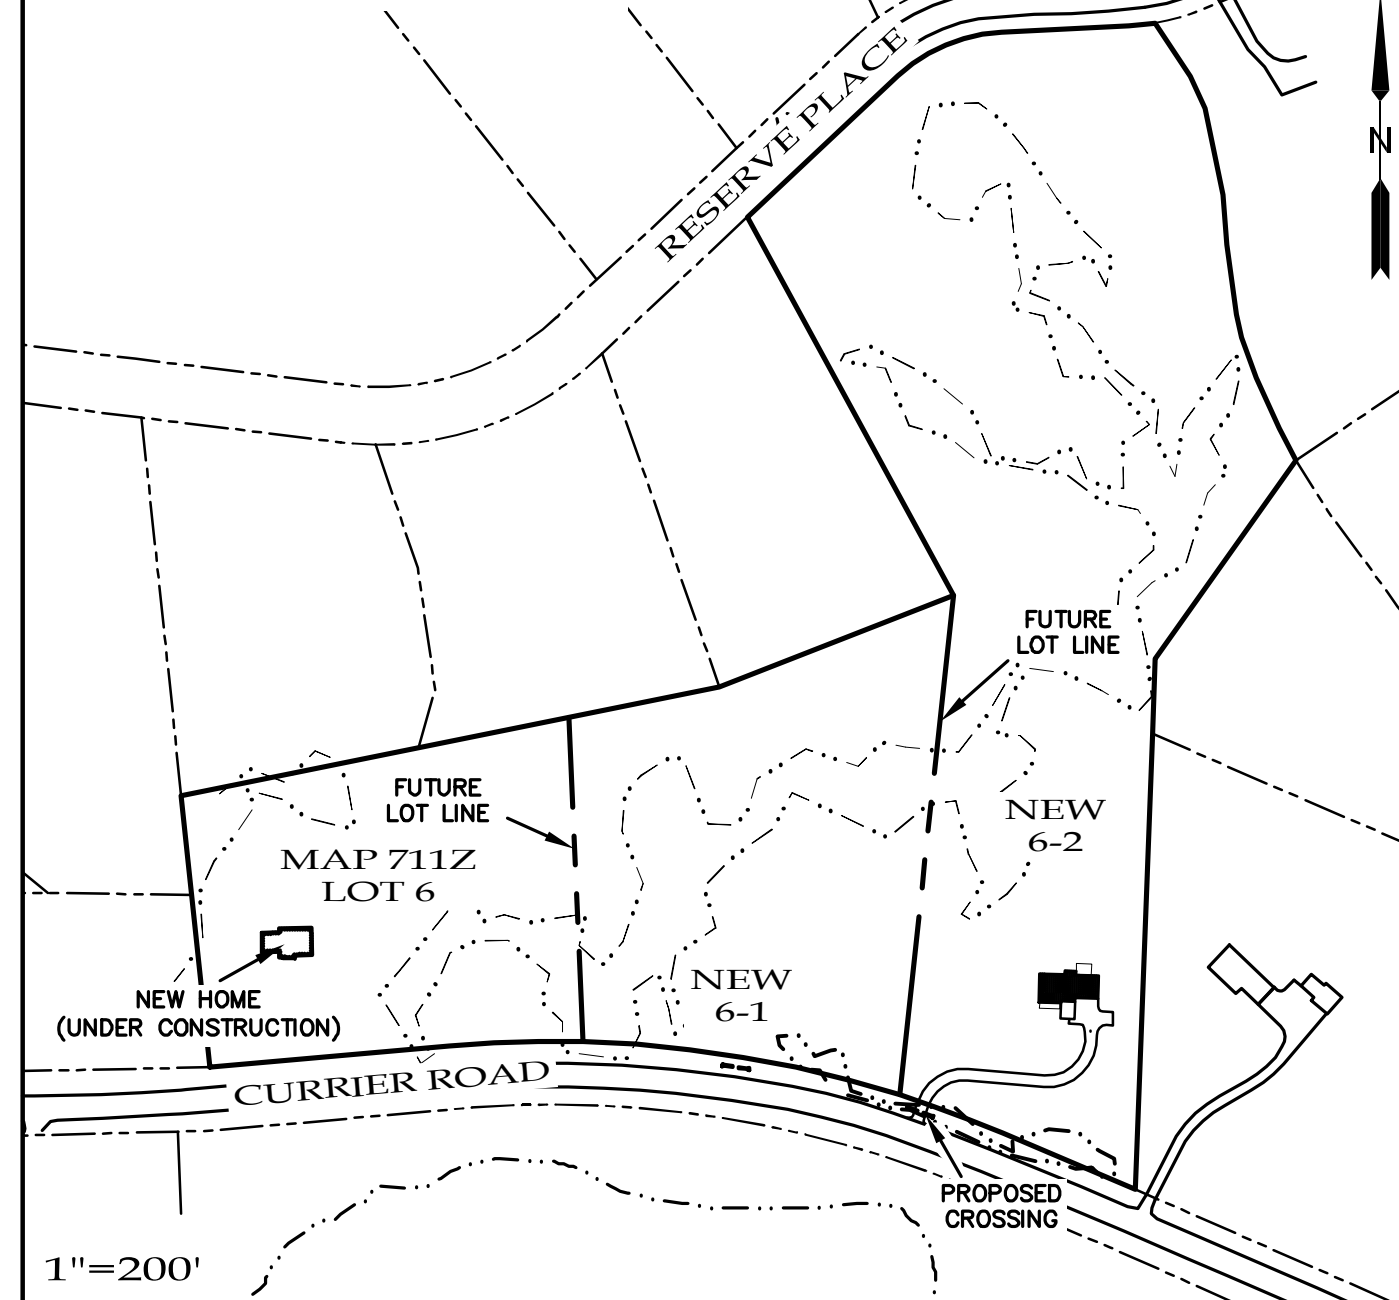 RESERVE PLACE
N
FUTURE
LOT LINE
FUTURE
LOT LINE
NEW
6-2
MAP 711Z
LOT 6
NEW
6-1
NEW HOME
(UNDER CONSTRUCTION)
CURRIER ROAD
PROPOSED
CROSSING
1"=200'